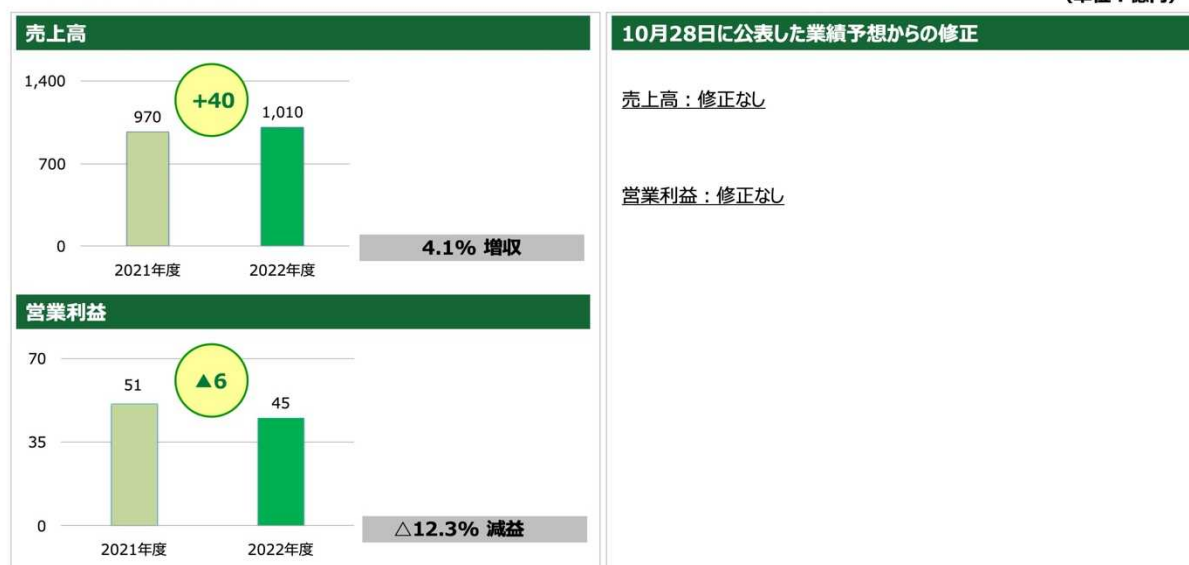 売上高
1,400
+40
970
1,010
700
0
4.1% 増収
2021年度 2022年度
営業利益
70
▲6
51
45
35
0
△12.3% 減益
2021年度 2022年度
10月28日に公表した業績予想からの修正
売上高：修正なし
営業利益：修正なし